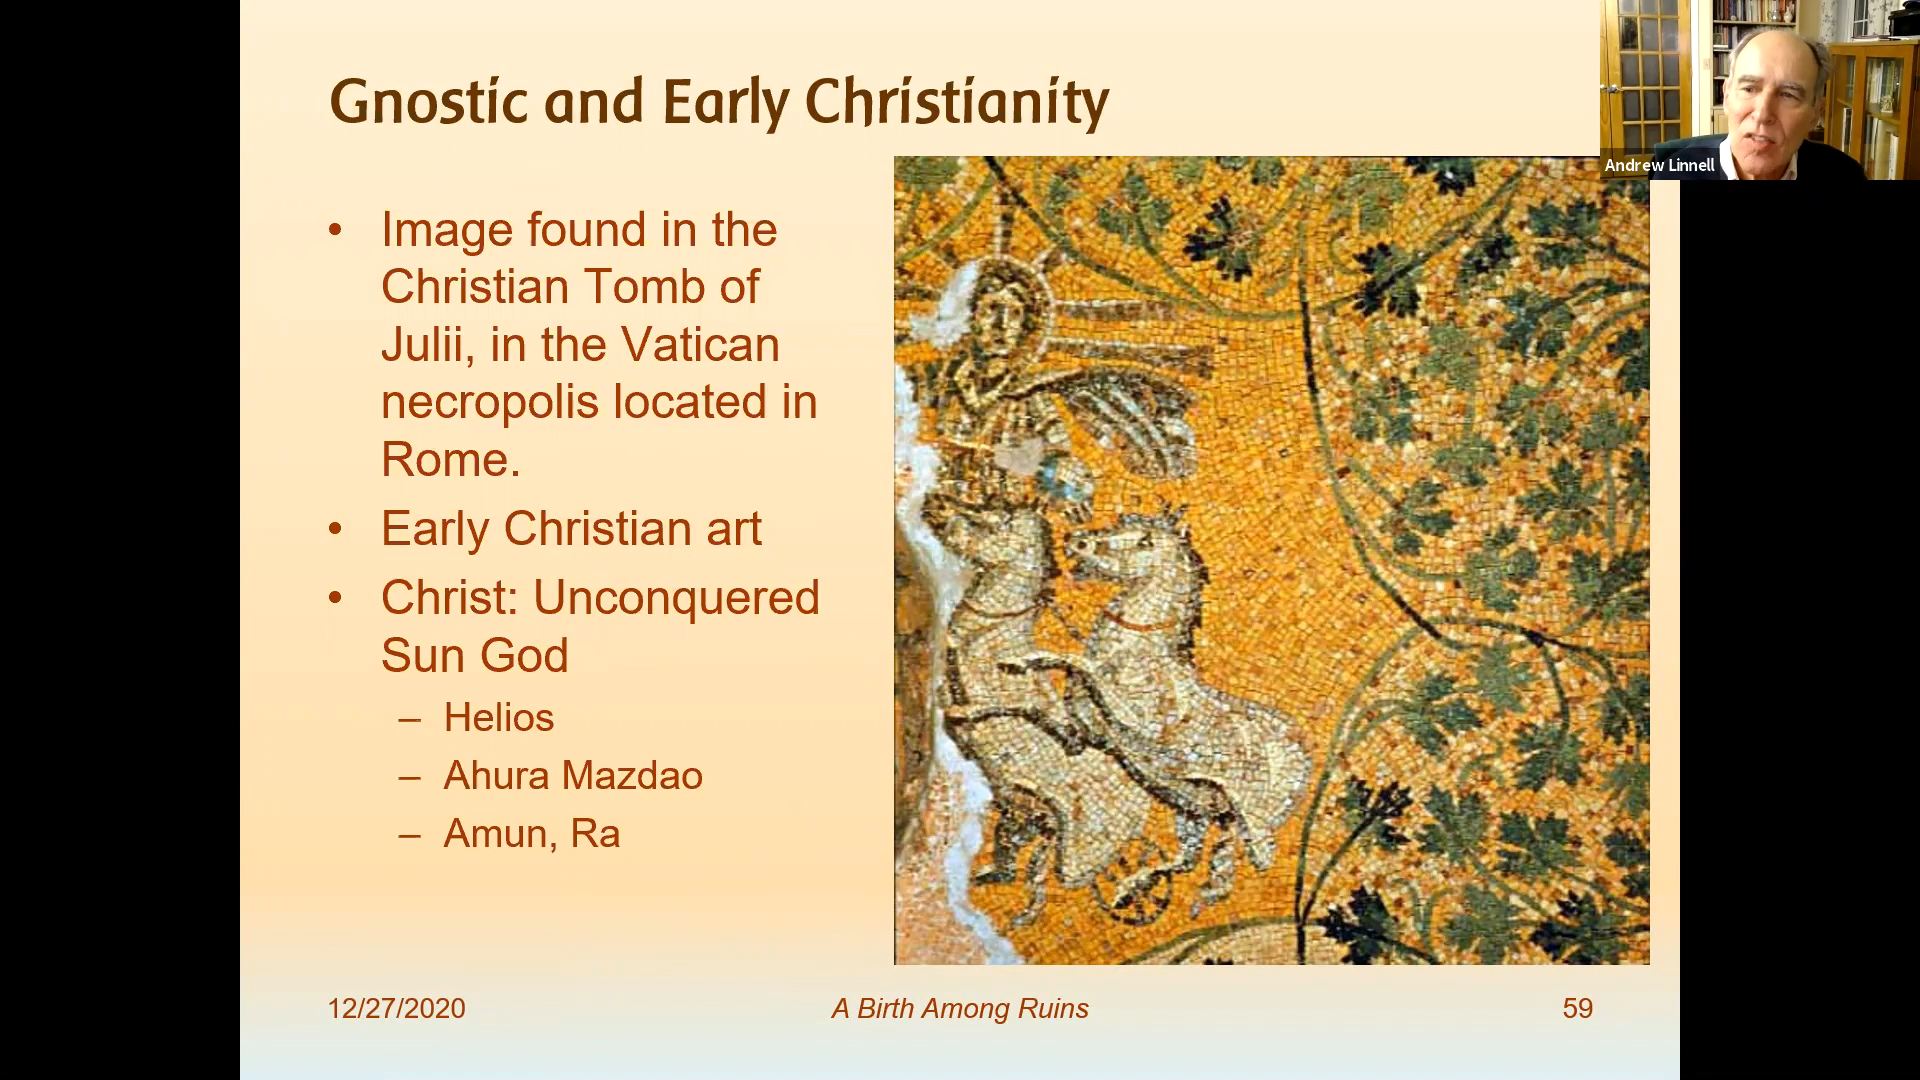 Gnostic and Early Christianity
Andrew Linnell
• Image found in the
Christian Tomb of
Julii, in the Vatican
necropolis located in
Rome.
• Early Christian art
• Christ: Unconquered
Sun God
– Helios
– Ahura Mazdao
– Amun, Ra
12/27/2020
A Birth Among Ruins
59